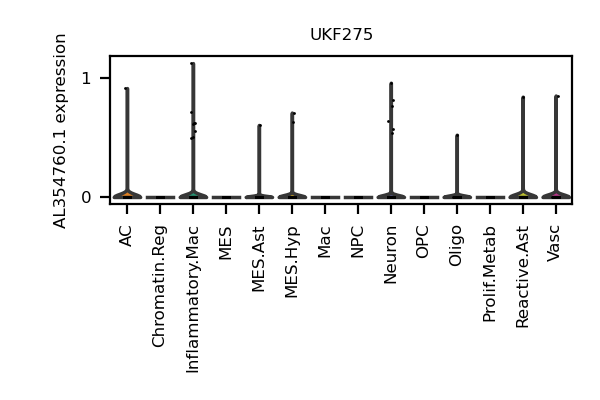 UKF275
AL354760.1 expression
1
0
AC
Chromatin.Reg
Inflammatory.Mac
MES
MES.Ast
MES.Hyp
Mac
NPC
Neuron
OPC
Oligo
Prolif.Metab
Reactive.Ast
Vasc